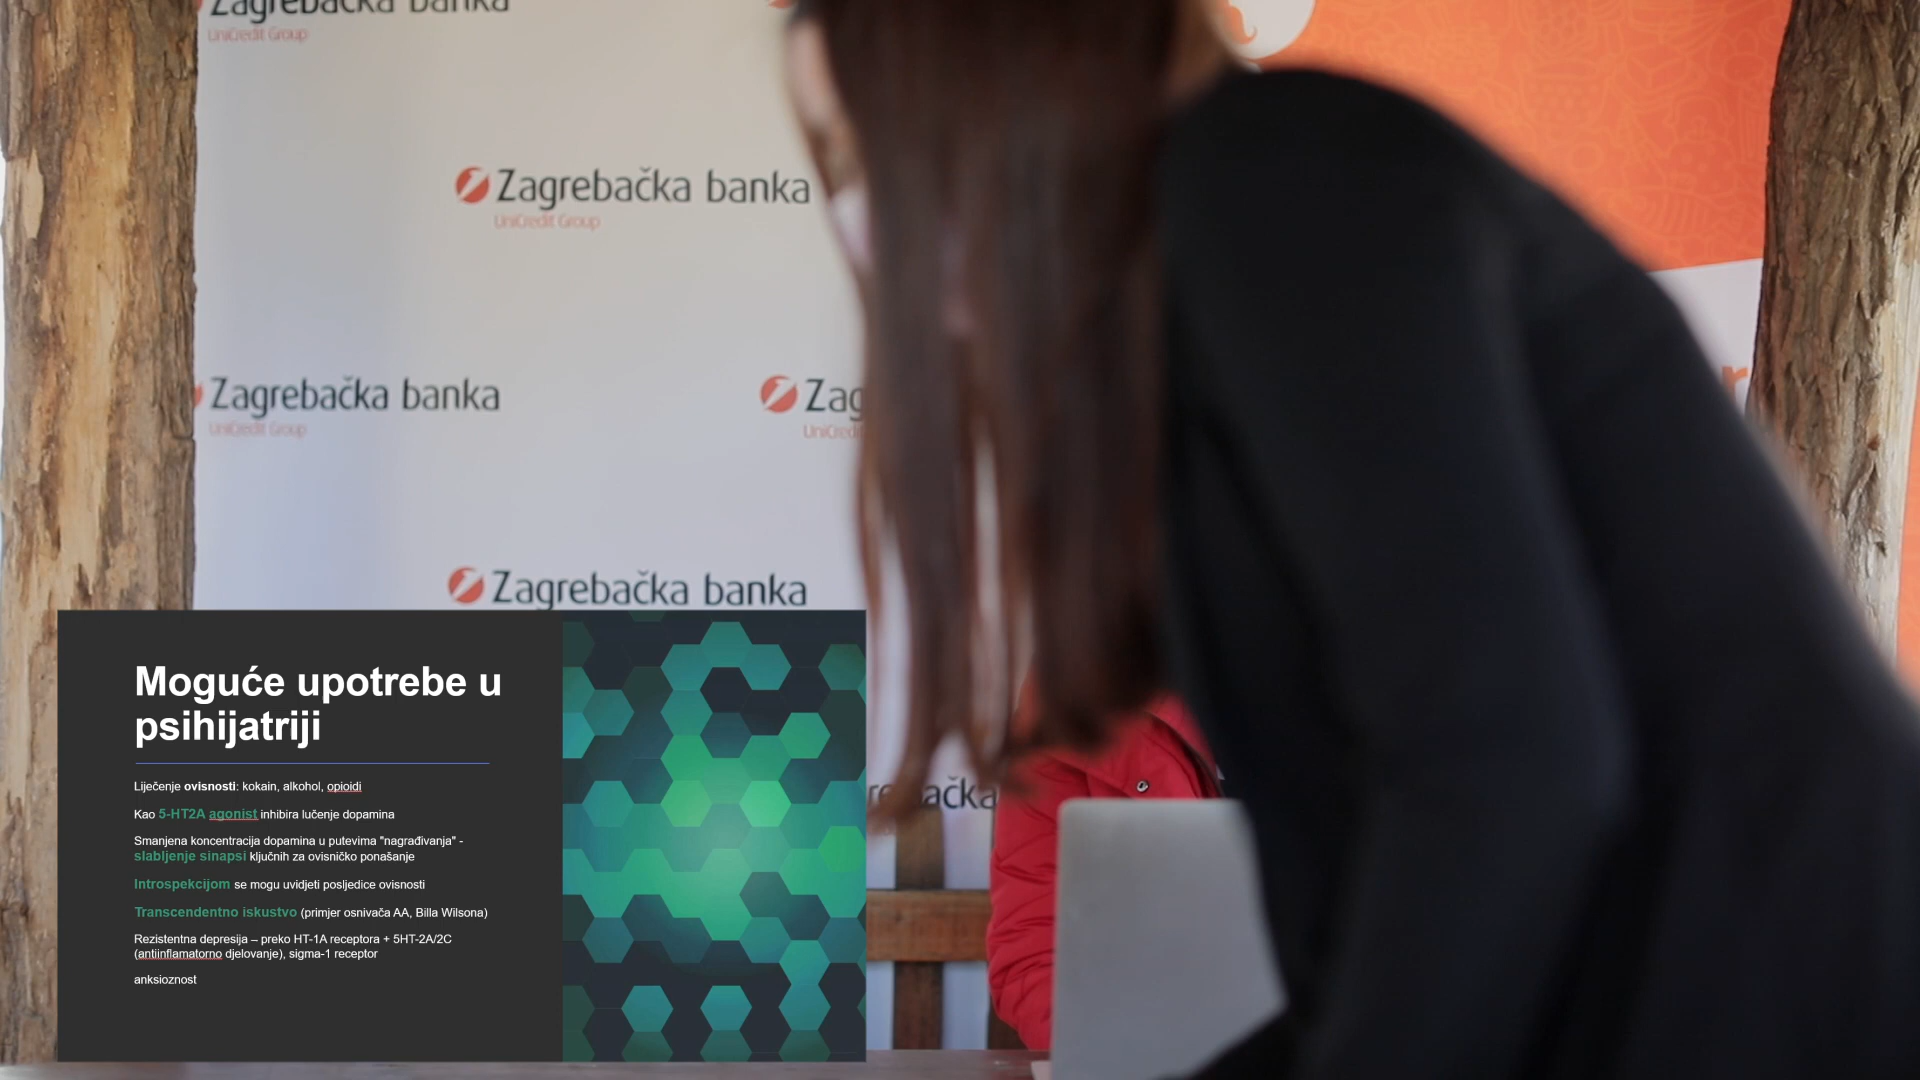 Zagrebačka banka
UniCredit Group
Zagrebačka banka
UniCredit Group
Zagrebačka banka
UniCredit Group
Zag
UniCredi
Zagrebačka banka
ačka
Moguće upotrebe u
psihijatriji
Liječenje ovisnosti: kokain, alkohol, opioidi
Kao 5-HT2A agonist inhibira lučenje dopamina
Smanjena koncentracija dopamina u putevima "nagrađivanja" -
slabljenje sinapsi ključnih za ovisničko ponašanje
Introspekcijom se mogu uvidjeti posljedice ovisnosti
Transcendentno iskustvo (primjer osnivača AA, Billa Wilsona)
Rezistentna depresija – preko HT-1A receptora + 5HT-2A/2C
(antiinflamatorno djelovanje), sigma-1 receptor
anksioznost